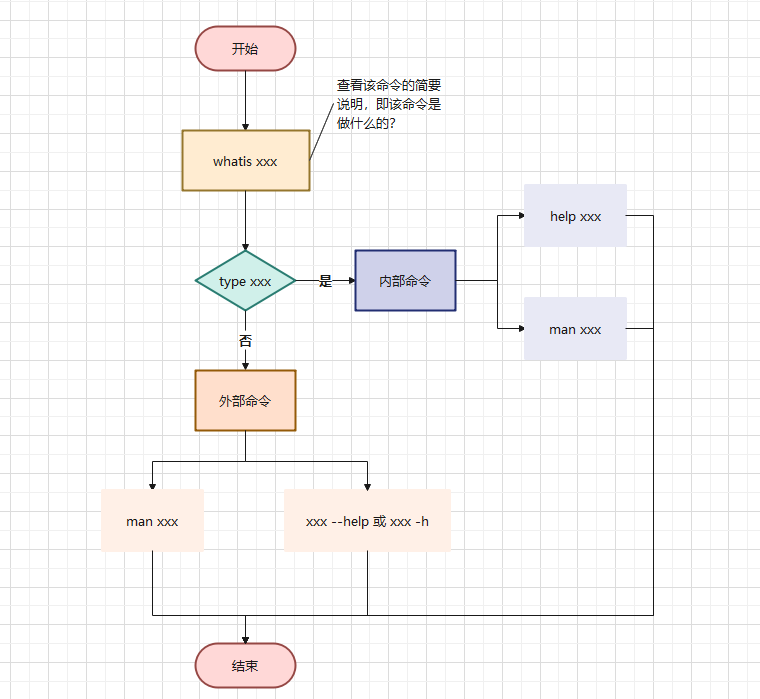 开始
查看该命令的简要
说明，即该命令是
做什么的？
whatis xxx
help xxx
type xxx
是
内部命令
man xxx
否
外部命令
man xxx
xxx --help 或 xxx -h
结束